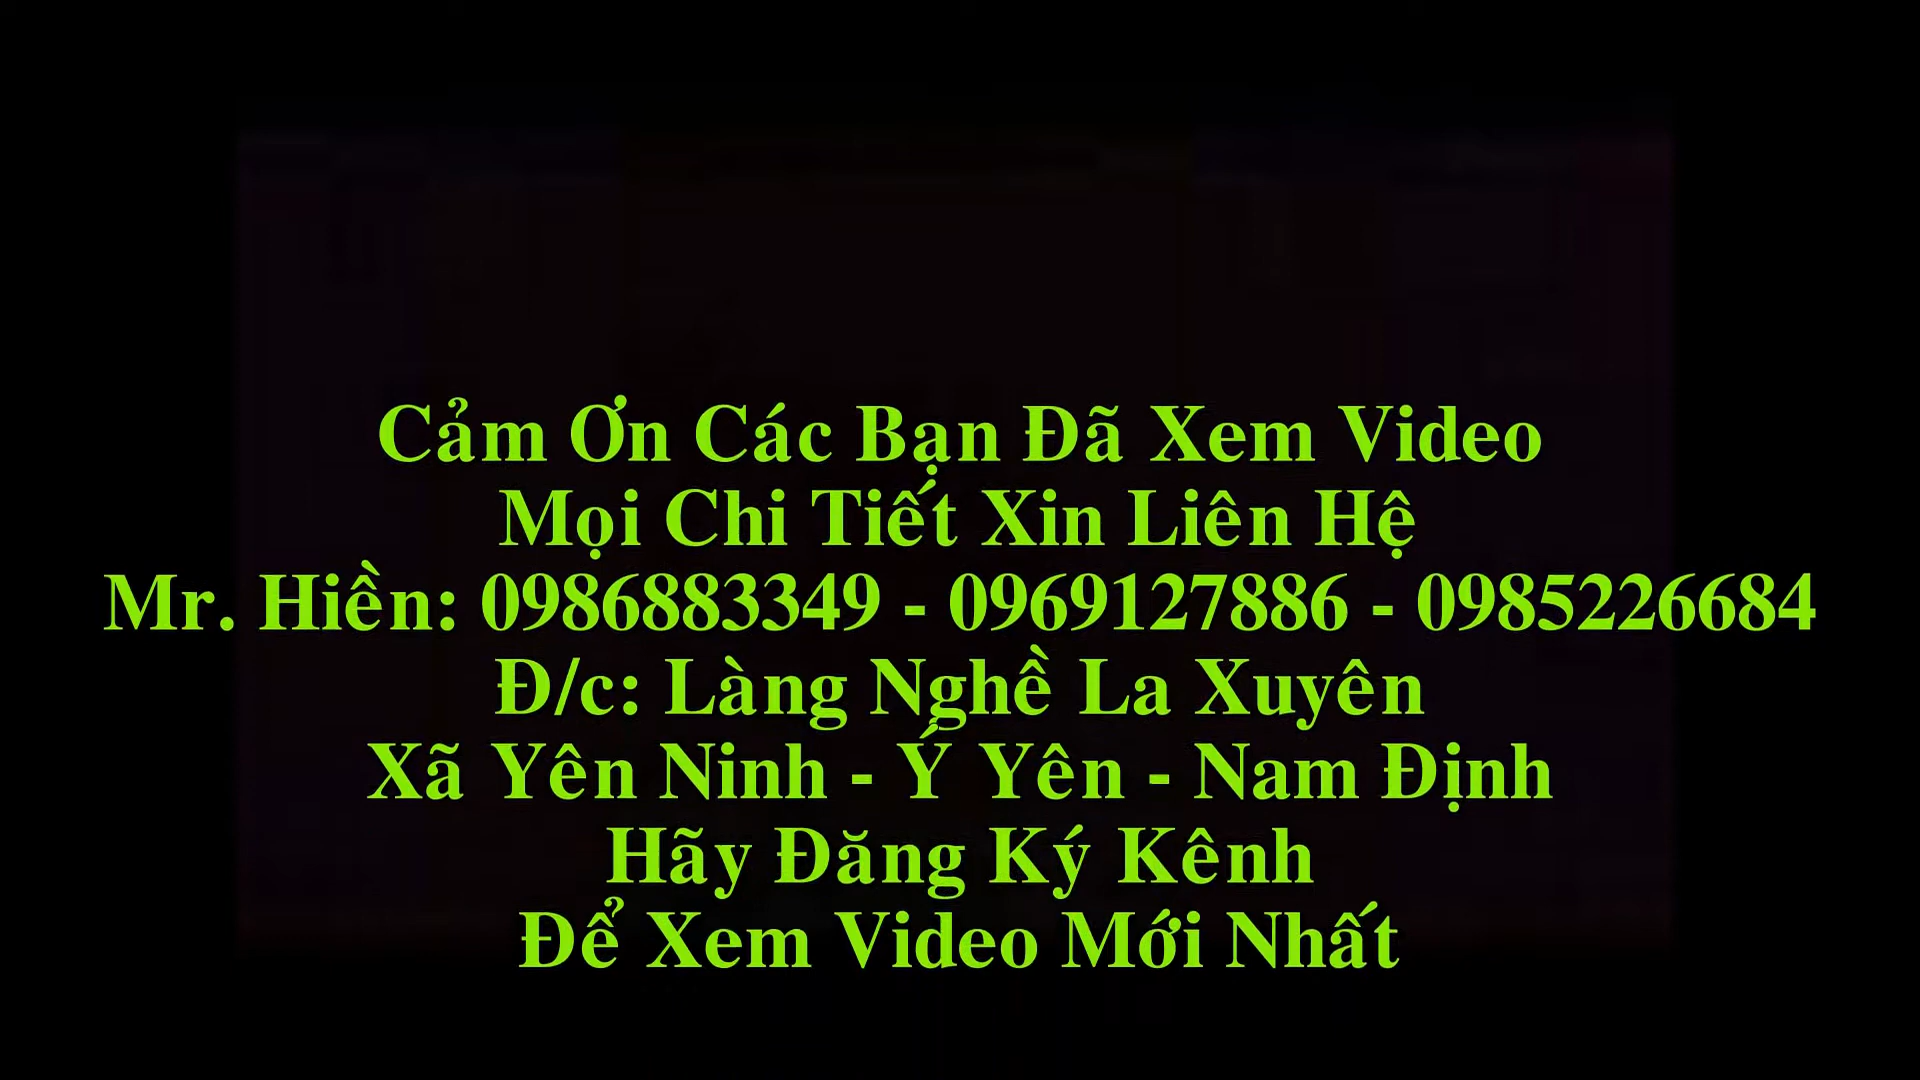 Cảm Ơn Các Bạn Đã Xem Video
Mọi Chi Tiết Xin Liên Hệ
Mr. Hiền: 0986883349 - 0969127886 - 0985226684
Đ/c: Làng Nghề La Xuyên
Xã Yên Ninh - Ý Yên - Nam Định
Hãy Đăng Ký Kênh
Để Xem Video Mới Nhất